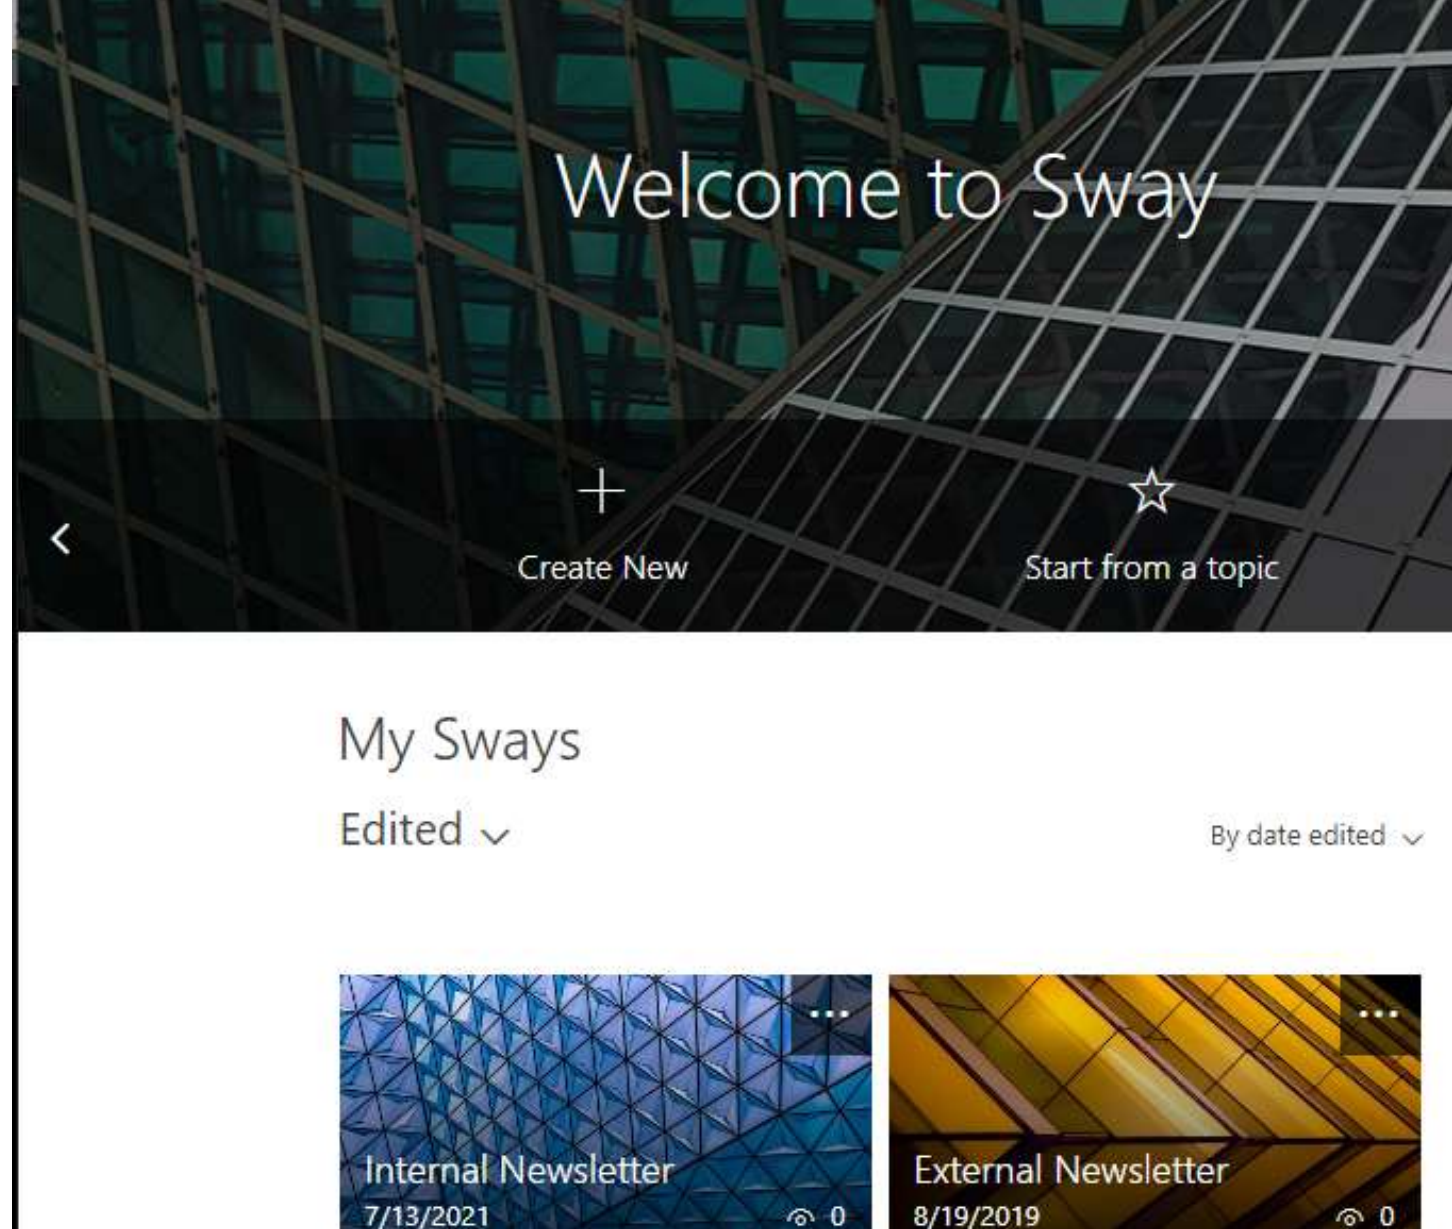 Welcome to Sway
Create New
Start from a topic
My Sways
Edited
By date edited
Internal Newsletter
7/13/2021
0
External Newsletter
8/19/2019
0